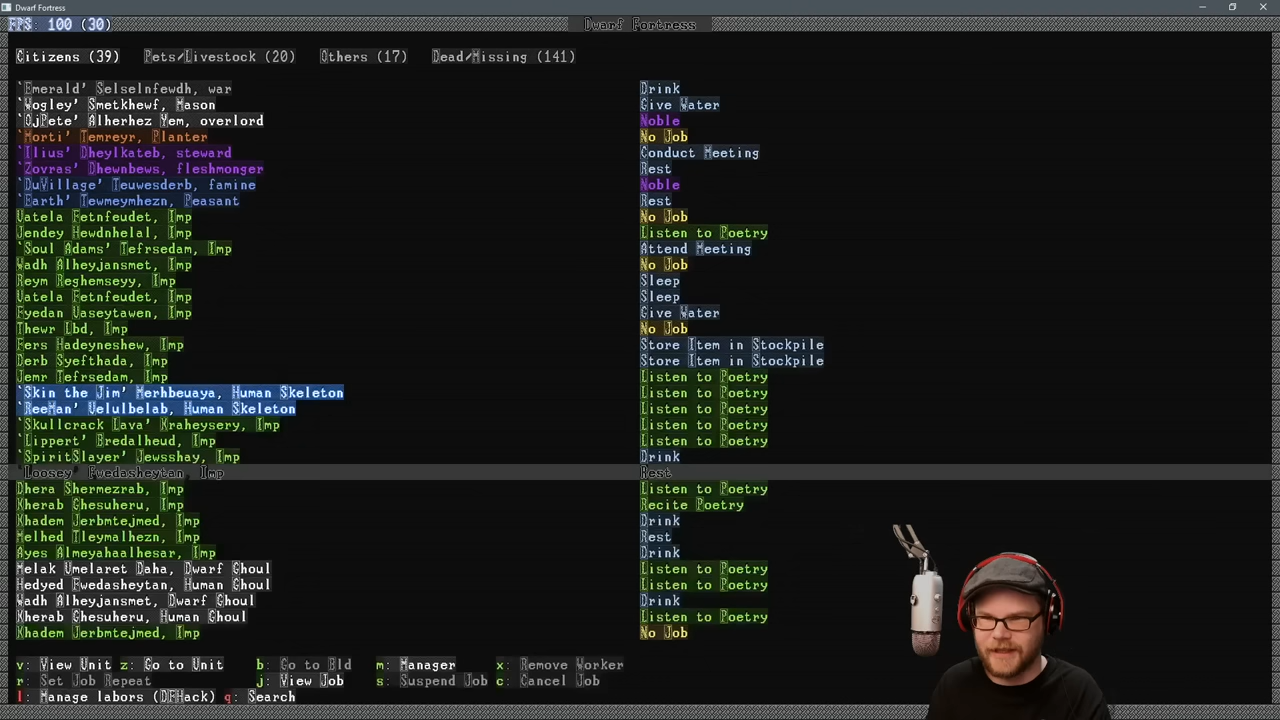 Dwarf Fortress
FPS: 100 (30) Dwarf Fortress
Citizens (39) Pets/Livestock (20) Others (17) Dead/Missing (141)
`Emerald' Selselnfewdh, war Drink
`Wogley' Smetkhewf, Mason Give Water
`OjPete' Alherhez Yem, overlord Noble
`Morti' Temreyr, Planter No Job
`Ilius' Dheylkateb, steward Conduct Meeting
`Zovras' Dhewnbews, fleshmonger Rest
`DuVillage' Teuwesderb, famine Noble
`Earth' Tewmeymhezn, Peasant Rest
Vatela Fetnfeudet, Imp No Job
Jendey Hewdnhelal, Imp Listen to Poetry
`Soul Adams' Tefrsedam, Imp Attend Meeting
Wadh Alheyjansmet, Imp No Job
Reym Reghemseyy, Imp Sleep
Vatela Fetnfeudet, Imp Sleep
Fyedan Vaseytawen, Imp Give Water
Thewr Lbd, Imp No Job
Fers Hadeyneshew, Imp Store Item in Stockpile
Derb Syefthada, Imp Store Item in Stockpile
Jemr Tefrsedam, Imp Listen to Poetry
`Skin the Jim' Merhbeuaya, Human Skeleton Listen to Poetry
`ReeMan' Velulbelab, Human Skeleton Listen to Poetry
`Skullcrack Lava' Kraheysery, Imp Listen to Poetry
`Lippert' Bredalheud, Imp Listen to Poetry
`SpiritSlayer' Jewsshay, Imp Drink
`Loosey' Ewedasheytan, Imp Rest
Dhera Shermezrab, Imp Listen to Poetry
Kherab Ghesuheru, Imp Recite Poetry
Khadem Jerbmtejmed, Imp Drink
Melhed Tleymalhezn, Imp Rest
Ayes Almeyahaalhesar, Imp Drink
Melak Umelaret Daha, Dwarf Ghoul Listen to Poetry
Hedyed Ewedasheytan, Human Ghoul Listen to Poetry
Wadh Alheyjansmet, Dwarf Ghoul Drink
Kherab Ghesuheru, Human Ghoul Listen to Poetry
Khadem Jerbmtejmed, Imp No Job
v: View Unit z: Go to Unit b: Go to Bld m: Manager x: Remove Worker
r: Set Job Repeat j: View Job s: Suspend Job c: Cancel Job
l: Manage labors (DFHack) q: Search